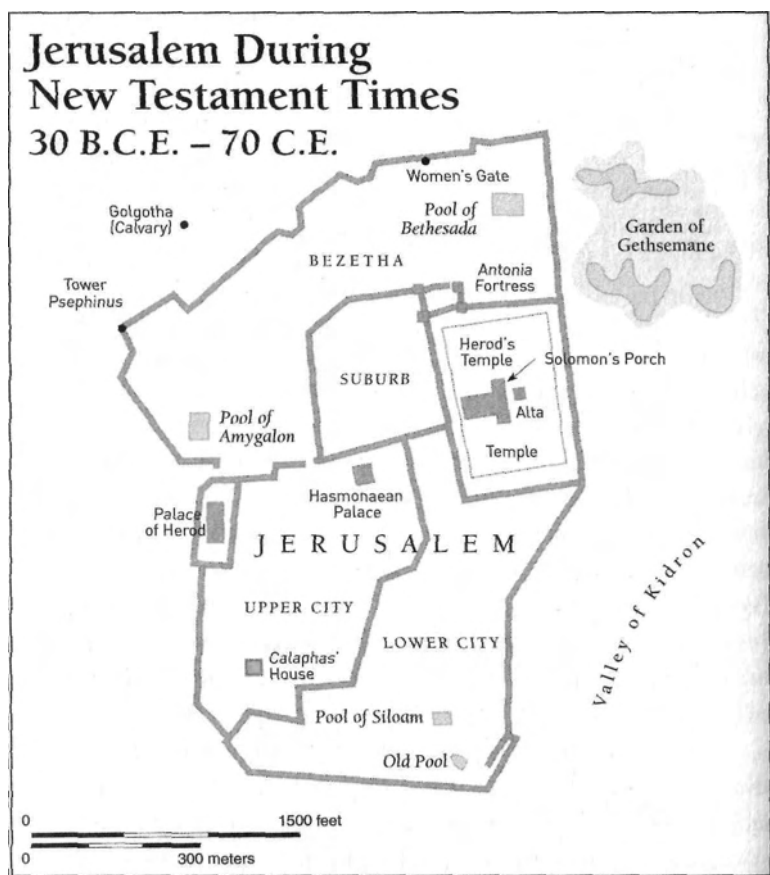 Jerusalem During
New Testament Times
30 B.C.E. – 70 C.E.
Women's Gate
Golgotha
(Calvary)
Pool of
Bethesada
Garden of
Gethsemane
BEZETHA
Antonia
Fortress
Tower
Psephinus
Herod's
Temple
Solomon's Porch
SUBURB
Alta
Pool of
Amygalon
Temple
Hasmonaean
Palace
Palace
of Herod
JERUSALEM
Valley of Kidron
UPPER CITY
LOWER CITY
Calaphas'
House
Pool of Siloam
Old Pool
0 1500 feet
0 300 meters